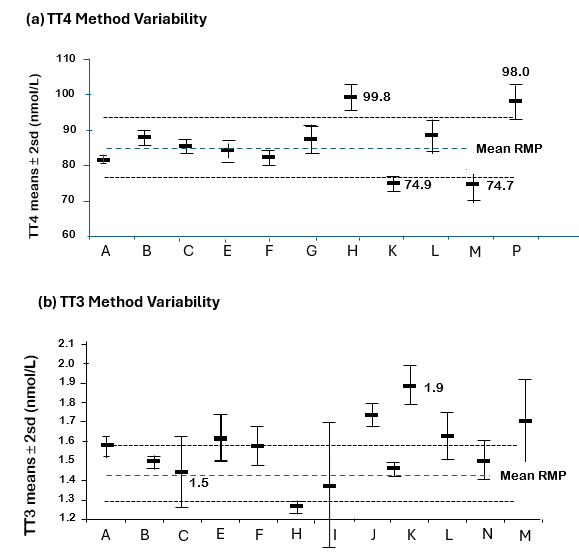 (a) TT4 Method Variability
TT4 means ± 2sd (nmol/L)
110
100
90
80
70
60
98.0
99.8
Mean RMP
74.9
74.7
A B C E F G H K L M P
(b) TT3 Method Variability
TT3 means ± 2sd (nmol/L)
2.1
2.0
1.9
1.8
1.7
1.6
1.5
1.4
1.3
1.2
1.9
1.5
Mean RMP
A B C E F H I J K L N M